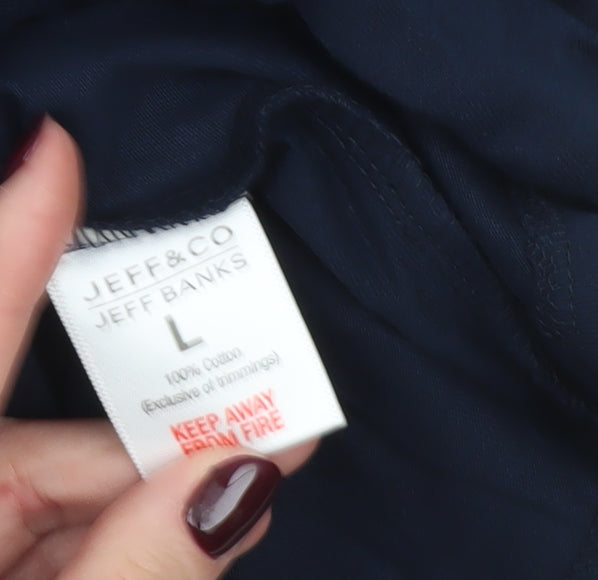 JEFF&CO
JEFF BANKS
L
100% Cotton
(Exclusive of trimmings)
KEEP AWAY
FROM FIRE